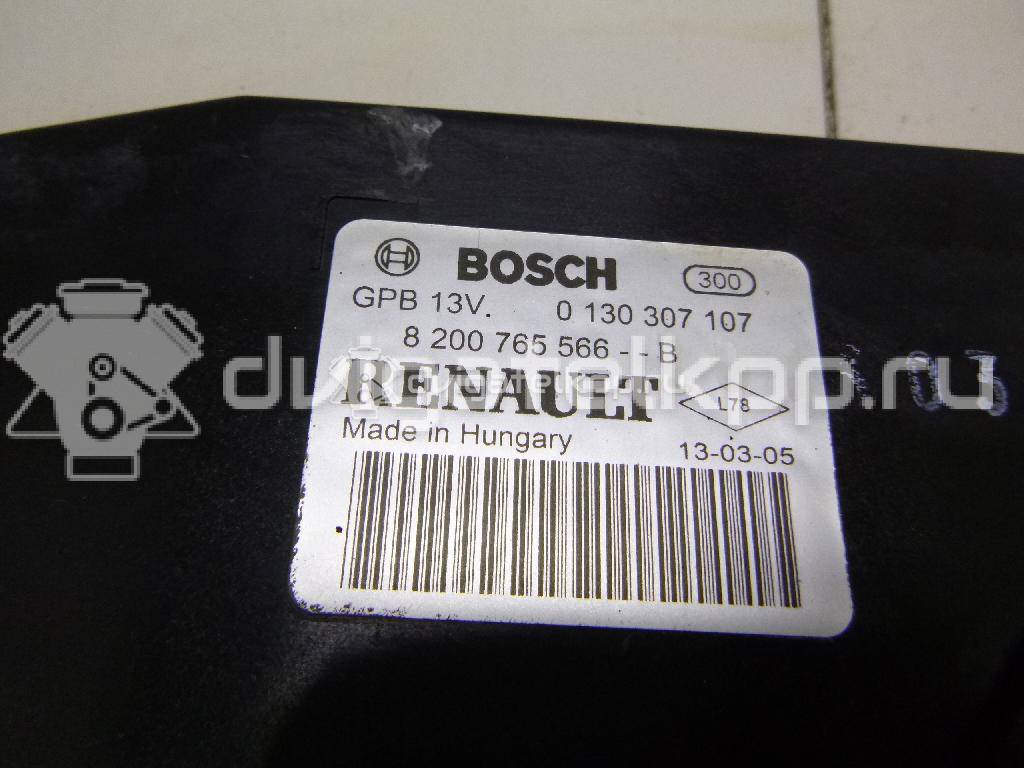 BOSCH 300
GPB 13V. 0 130 307 107
8 200 765 566 - - B
RENAULT L78
Made in Hungary 13-03-05